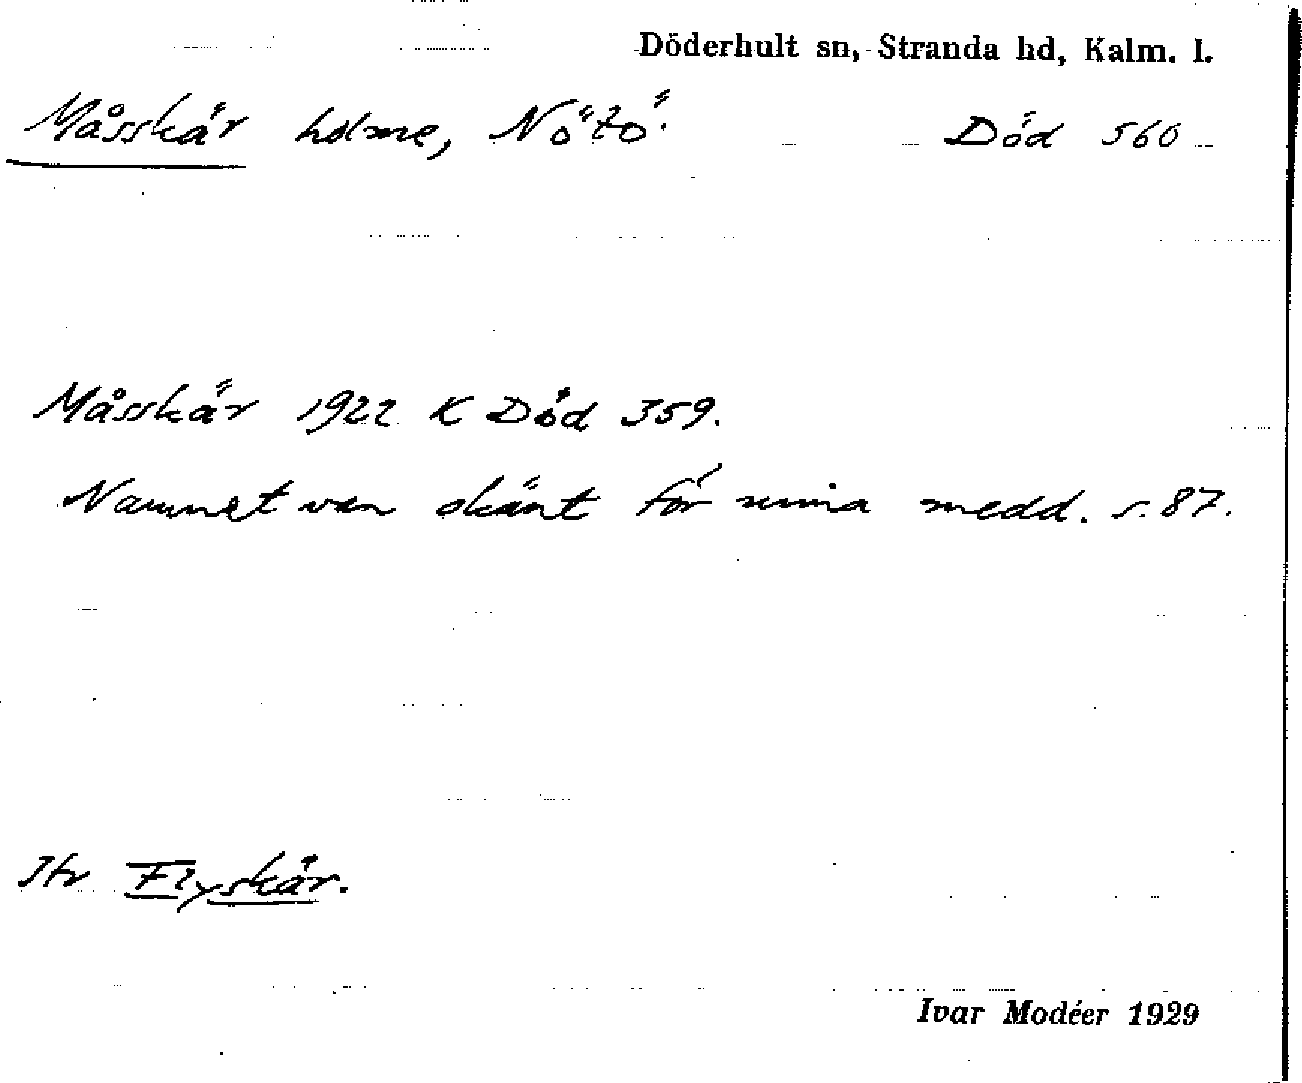 Döderhult sn, Stranda hd, Kalm. l.
Måsskär holme, Nötö. Död 560
Måsskär 1922 K Död 359.
Namnet var okänt för mina medd. s. 87.
Jfr Flyskär.
Ivar Modéer 1929